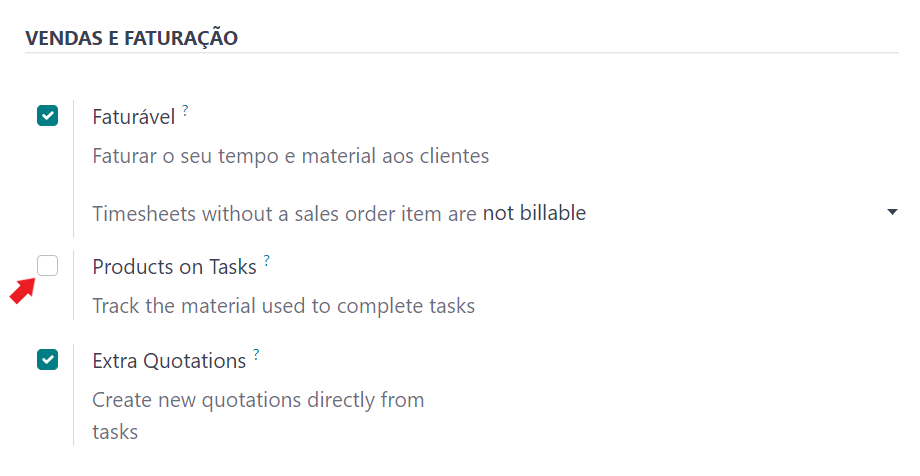 VENDAS E FATURAÇÃO
Faturável ?
Faturar o seu tempo e material aos clientes
Timesheets without a sales order item are not billable
Products on Tasks ?
Track the material used to complete tasks
Extra Quotations ?
Create new quotations directly from
tasks